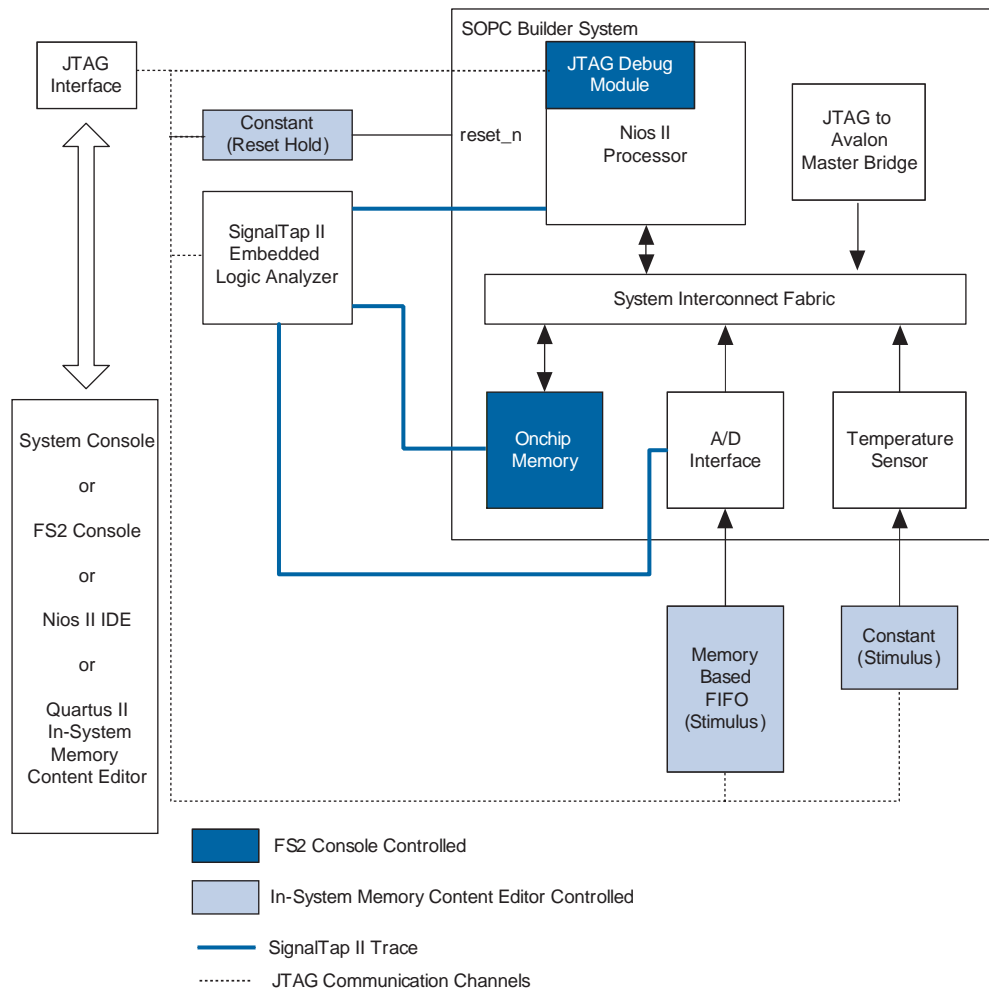 SOPC Builder System
JTAG
Interface
JTAG Debug
Module
Constant
(Reset Hold)
reset_n
Nios II
Processor
JTAG to
Avalon
Master Bridge
SignalTap II
Embedded
Logic Analyzer
System Interconnect Fabric
System Console
or
FS2 Console
or
Nios II IDE
or
Quartus II
In-System
Memory
Content Editor
Onchip
Memory
A/D
Interface
Temperature
Sensor
Memory
Based
FIFO
(Stimulus)
Constant
(Stimulus)
FS2 Console Controlled
In-System Memory Content Editor Controlled
SignalTap II Trace
JTAG Communication Channels